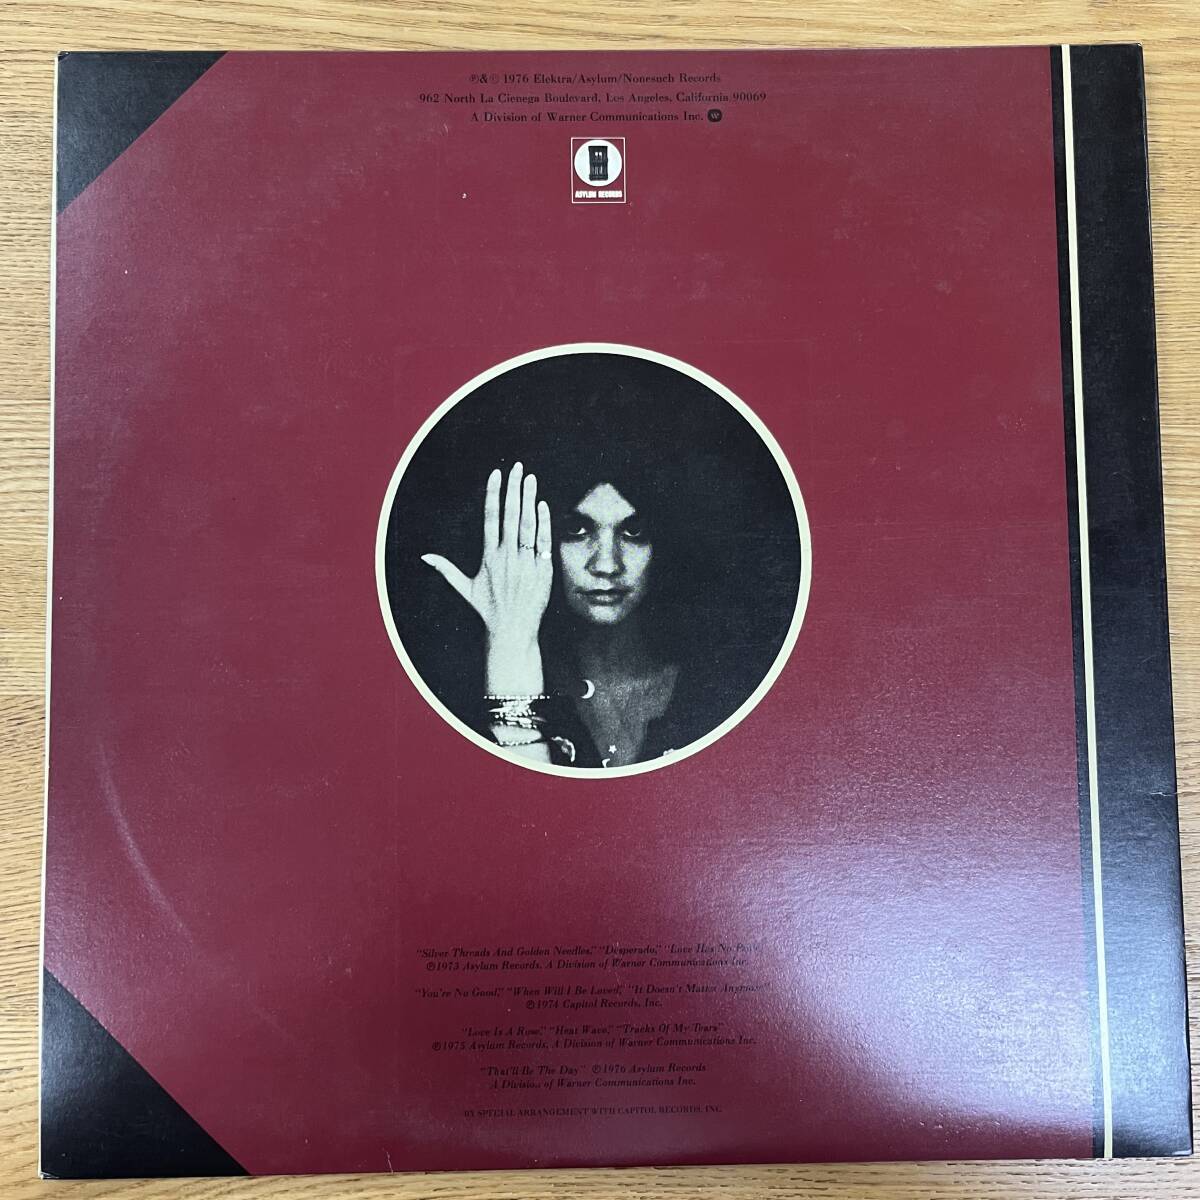 ℗&© 1976 Elektra/Asylum/Nonesuch Records
962 North La Cienega Boulevard, Los Angeles, California 90069
A Division of Warner Communications Inc. W
ASYLUM RECORDS
"Silver Threads And Golden Needles," "Desperado," "Love Has No Pride"
℗1973 Asylum Records, A Division of Warner Communications Inc.
"You're No Good," "When Will I Be Loved," "It Doesn't Matter Anymore"
℗1974 Capitol Records, Inc.
"Love Is A Rose," "Heat Wave," "Tracks Of My Tears"
℗1975 Asylum Records, A Division of Warner Communications Inc.
"That'll Be The Day" ℗1976 Asylum Records
A Division of Warner Communications Inc.
BY SPECIAL ARRANGEMENT WITH CAPITOL RECORDS, INC.